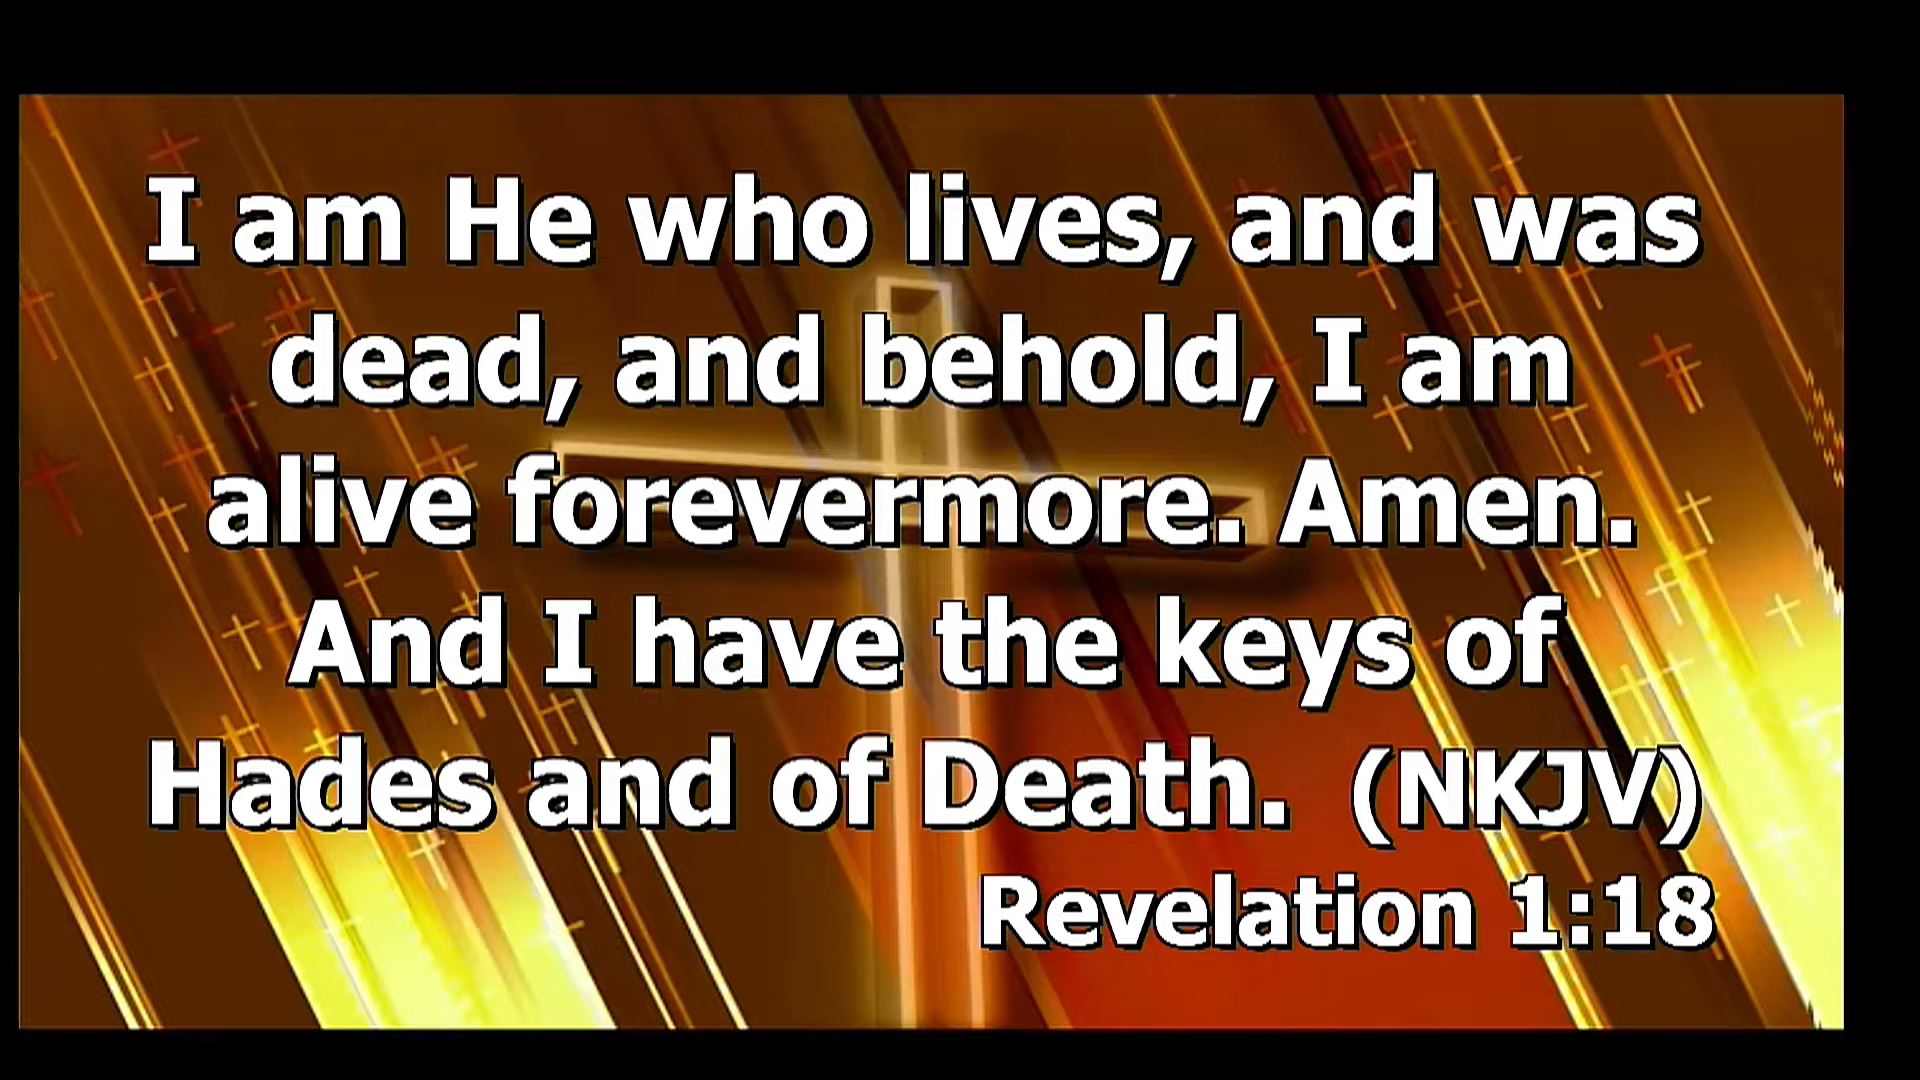 I am He who lives, and was
dead, and behold, I am
alive forevermore. Amen.
And I have the keys of
Hades and of Death. (NKJV)
Revelation 1:18